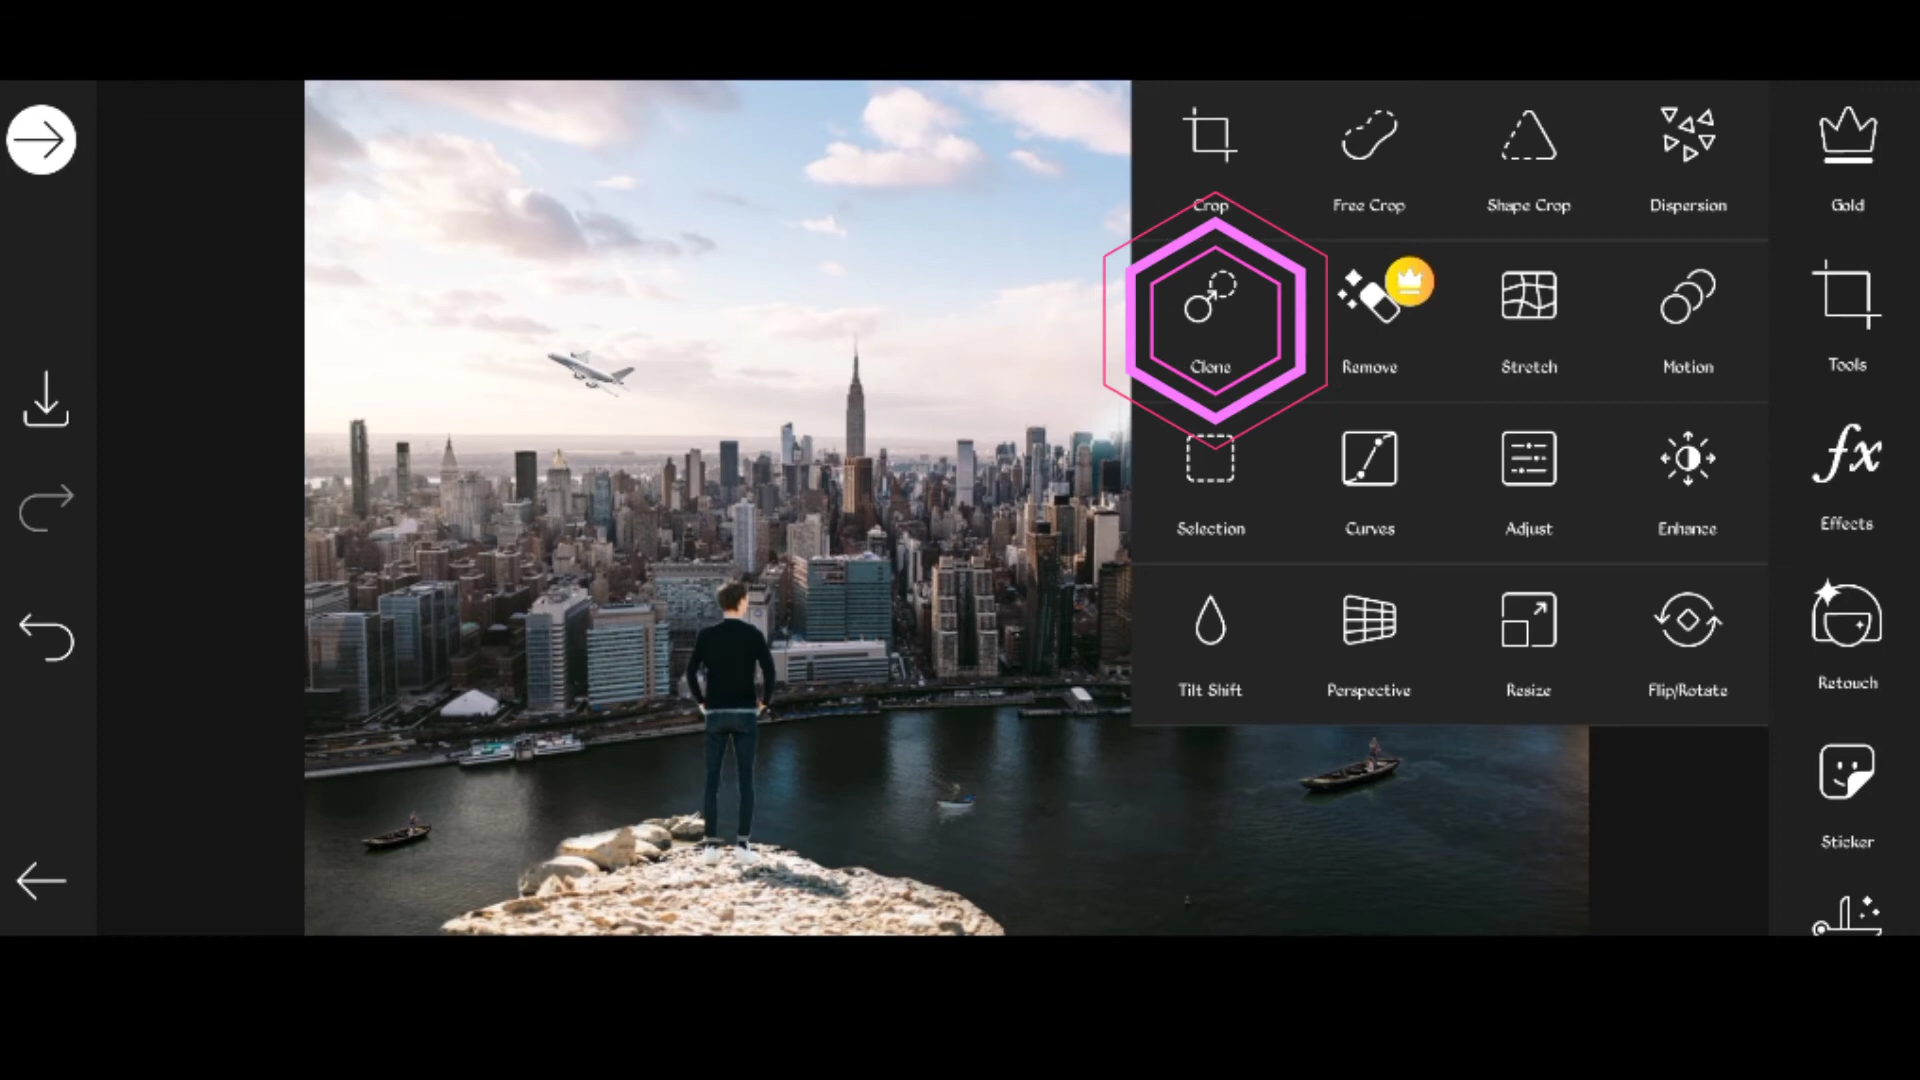 Crop Free Crop Shape Crop Dispersion Gold
Clone Remove Stretch Motion Tools
Selection Curves Adjust Enhance Effects
Tilt Shift Perspective Resize Flip/Rotate Retouch
Sticker